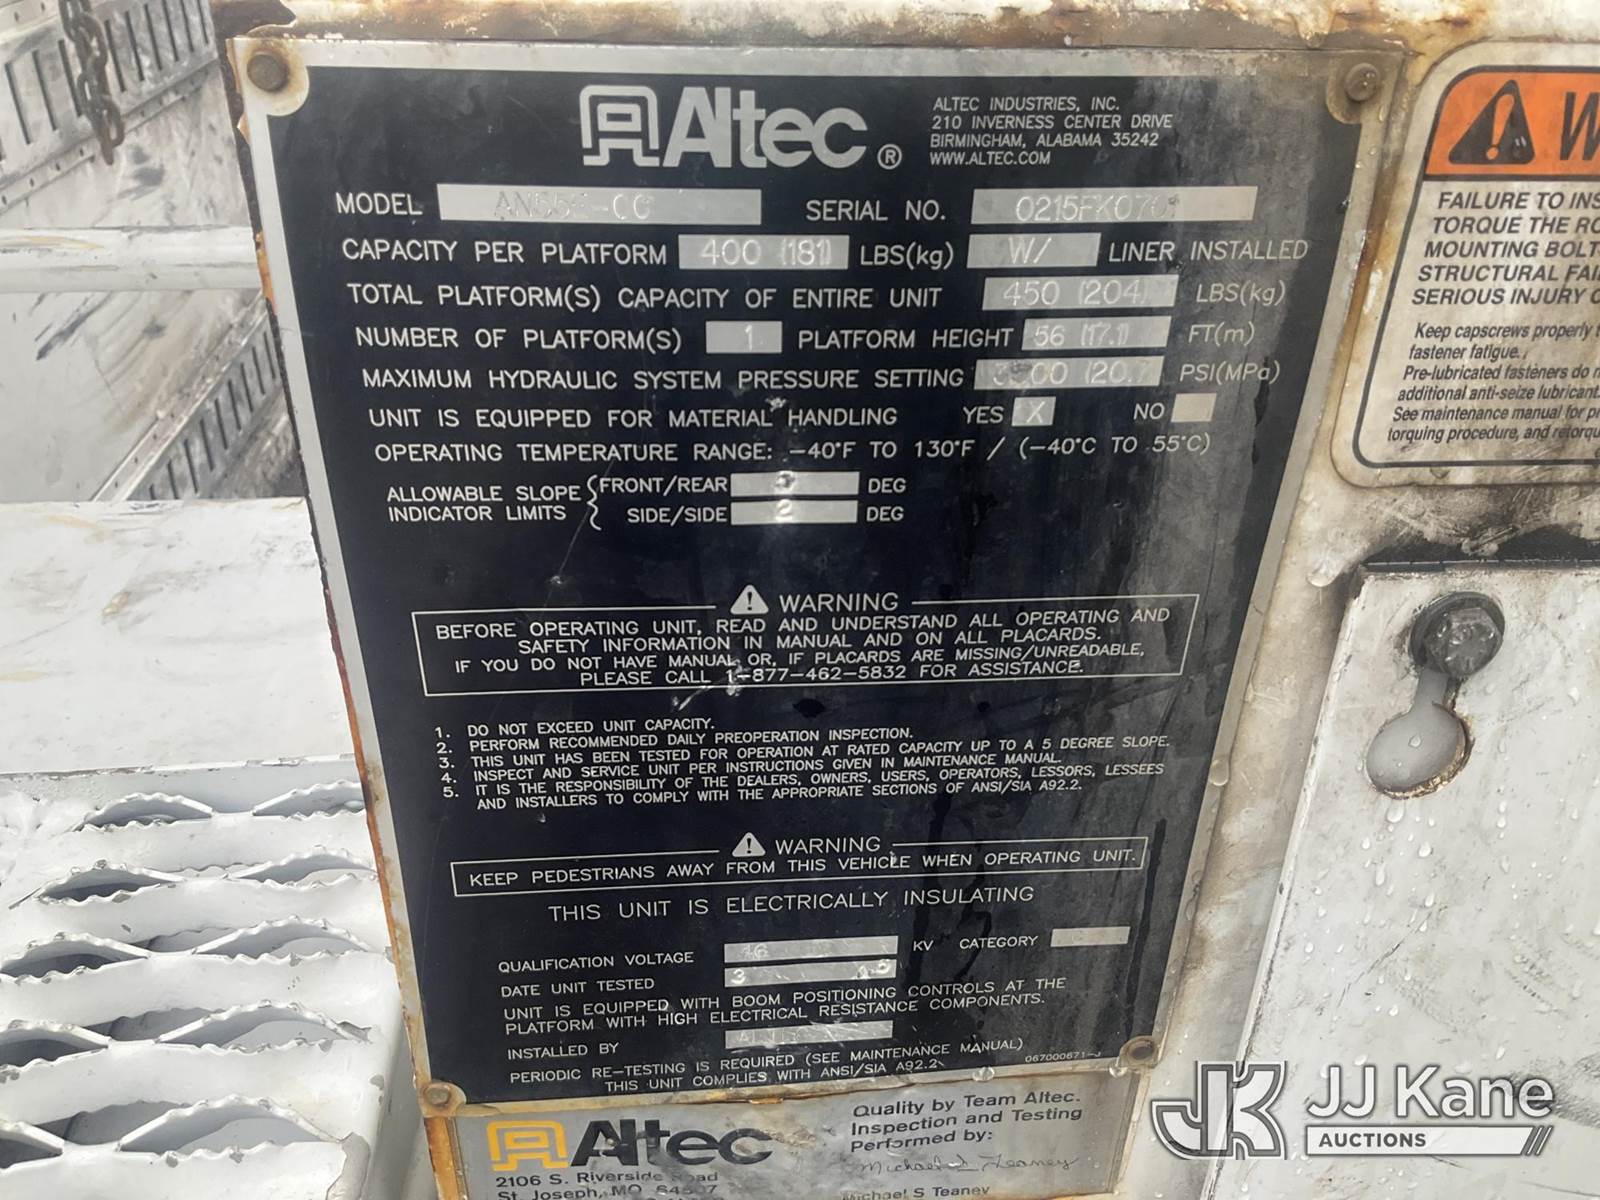 Altec®
ALTEC INDUSTRIES, INC.
210 INVERNESS CENTER DRIVE
BIRMINGHAM, ALABAMA 35242
WWW.ALTEC.COM
MODEL SERIAL NO.
CAPACITY PER PLATFORM 400 (181) LBS(kg) W/ LINER INSTALLED
TOTAL PLATFORM(S) CAPACITY OF ENTIRE UNIT 450 (204) LBS(kg)
NUMBER OF PLATFORM(S) 1 PLATFORM HEIGHT 56 (17.1) FT(m)
MAXIMUM HYDRAULIC SYSTEM PRESSURE SETTING PSI(MPa)
UNIT IS EQUIPPED FOR MATERIAL HANDLING YES X NO
OPERATING TEMPERATURE RANGE: -40°F TO 130°F / (-40°C TO 55°C)
ALLOWABLE SLOPE INDICATOR LIMITS { FRONT/REAR DEG
SIDE/SIDE 2 DEG
WARNING
BEFORE OPERATING UNIT, READ AND UNDERSTAND ALL OPERATING AND
SAFETY INFORMATION IN MANUAL AND ON ALL PLACARDS.
IF YOU DO NOT HAVE MANUAL OR, IF PLACARDS ARE MISSING/UNREADABLE,
PLEASE CALL 1-877-462-5832 FOR ASSISTANCE.
1. DO NOT EXCEED UNIT CAPACITY.
2. PERFORM RECOMMENDED DAILY PREOPERATION INSPECTION.
3. THIS UNIT HAS BEEN TESTED FOR OPERATION AT RATED CAPACITY UP TO A 5 DEGREE SLOPE.
4. INSPECT AND SERVICE UNIT PER INSTRUCTIONS GIVEN IN MAINTENANCE MANUAL.
5. IT IS THE RESPONSIBILITY OF THE DEALERS, OWNERS, USERS, OPERATORS, LESSORS, LESSEES
AND INSTALLERS TO COMPLY WITH THE APPROPRIATE SECTIONS OF ANSI/SIA A92.2.
WARNING
KEEP PEDESTRIANS AWAY FROM THIS VEHICLE WHEN OPERATING UNIT.
THIS UNIT IS ELECTRICALLY INSULATING
QUALIFICATION VOLTAGE KV CATEGORY
DATE UNIT TESTED 3
UNIT IS EQUIPPED WITH BOOM POSITIONING CONTROLS AT THE
PLATFORM WITH HIGH ELECTRICAL RESISTANCE COMPONENTS.
INSTALLED BY
PERIODIC RE-TESTING IS REQUIRED (SEE MAINTENANCE MANUAL)
THIS UNIT COMPLIES WITH ANSI/SIA A92.2
067000671-J
Altec
2106 S. Riverside Road
St. Joseph, MO 64507
Quality by Team Altec.
Inspection and Testing
Performed by:
Michael S Teaney
Michael S Teaney
FAILURE TO
TORQUE THE
MOUNTING
STRUCTURAL
SERIOUS INJURY
Keep capscrews properly
fastener fatigue.
Pre-lubricated fasteners do
additional anti-seize lubricant.
See maintenance manual for
torquing procedure, and
JK JJ Kane
AUCTIONS